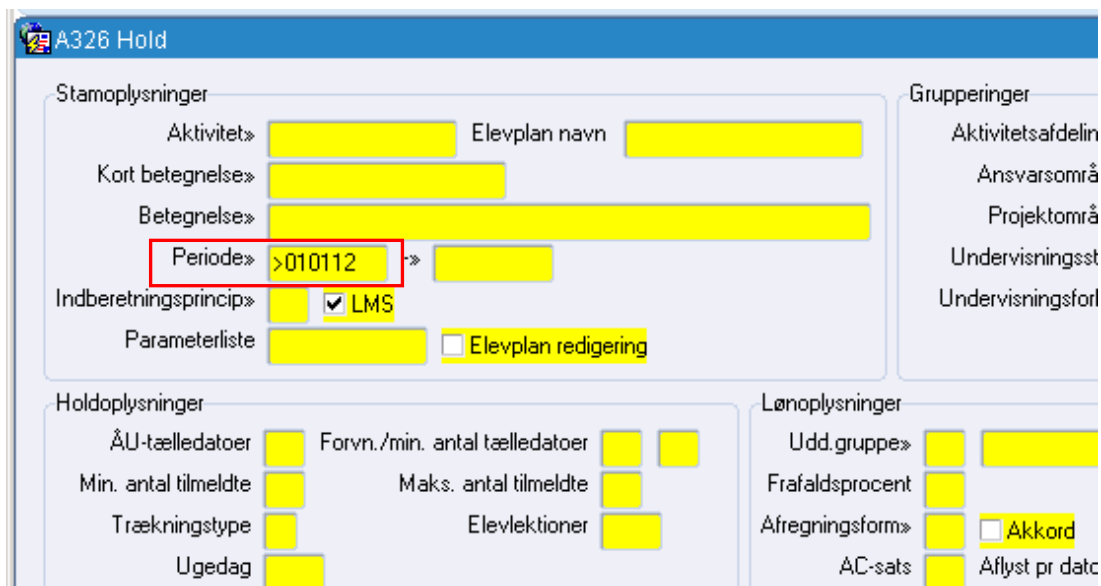 A326 Hold
Stamoplysninger
Aktivitet» Elevplan navn
Kort betegnelse»
Betegnelse»
Periode» >010112 -»
Indberetningsprincip» LMS
Parameterliste Elevplan redigering
Grupperinger
Aktivitetsafdelin
Ansvarsområ
Projektområ
Undervisningsst
Undervisningsforl
Holdoplysninger
ÅU-tælledatoer Forvn./min. antal tælledatoer
Min. antal tilmeldte Maks. antal tilmeldte
Trækningstype Elevlektioner
Ugedag
Lønoplysninger
Udd.gruppe»
Frafaldsprocent
Afregningsform» Akkord
AC-sats Aflyst pr dato